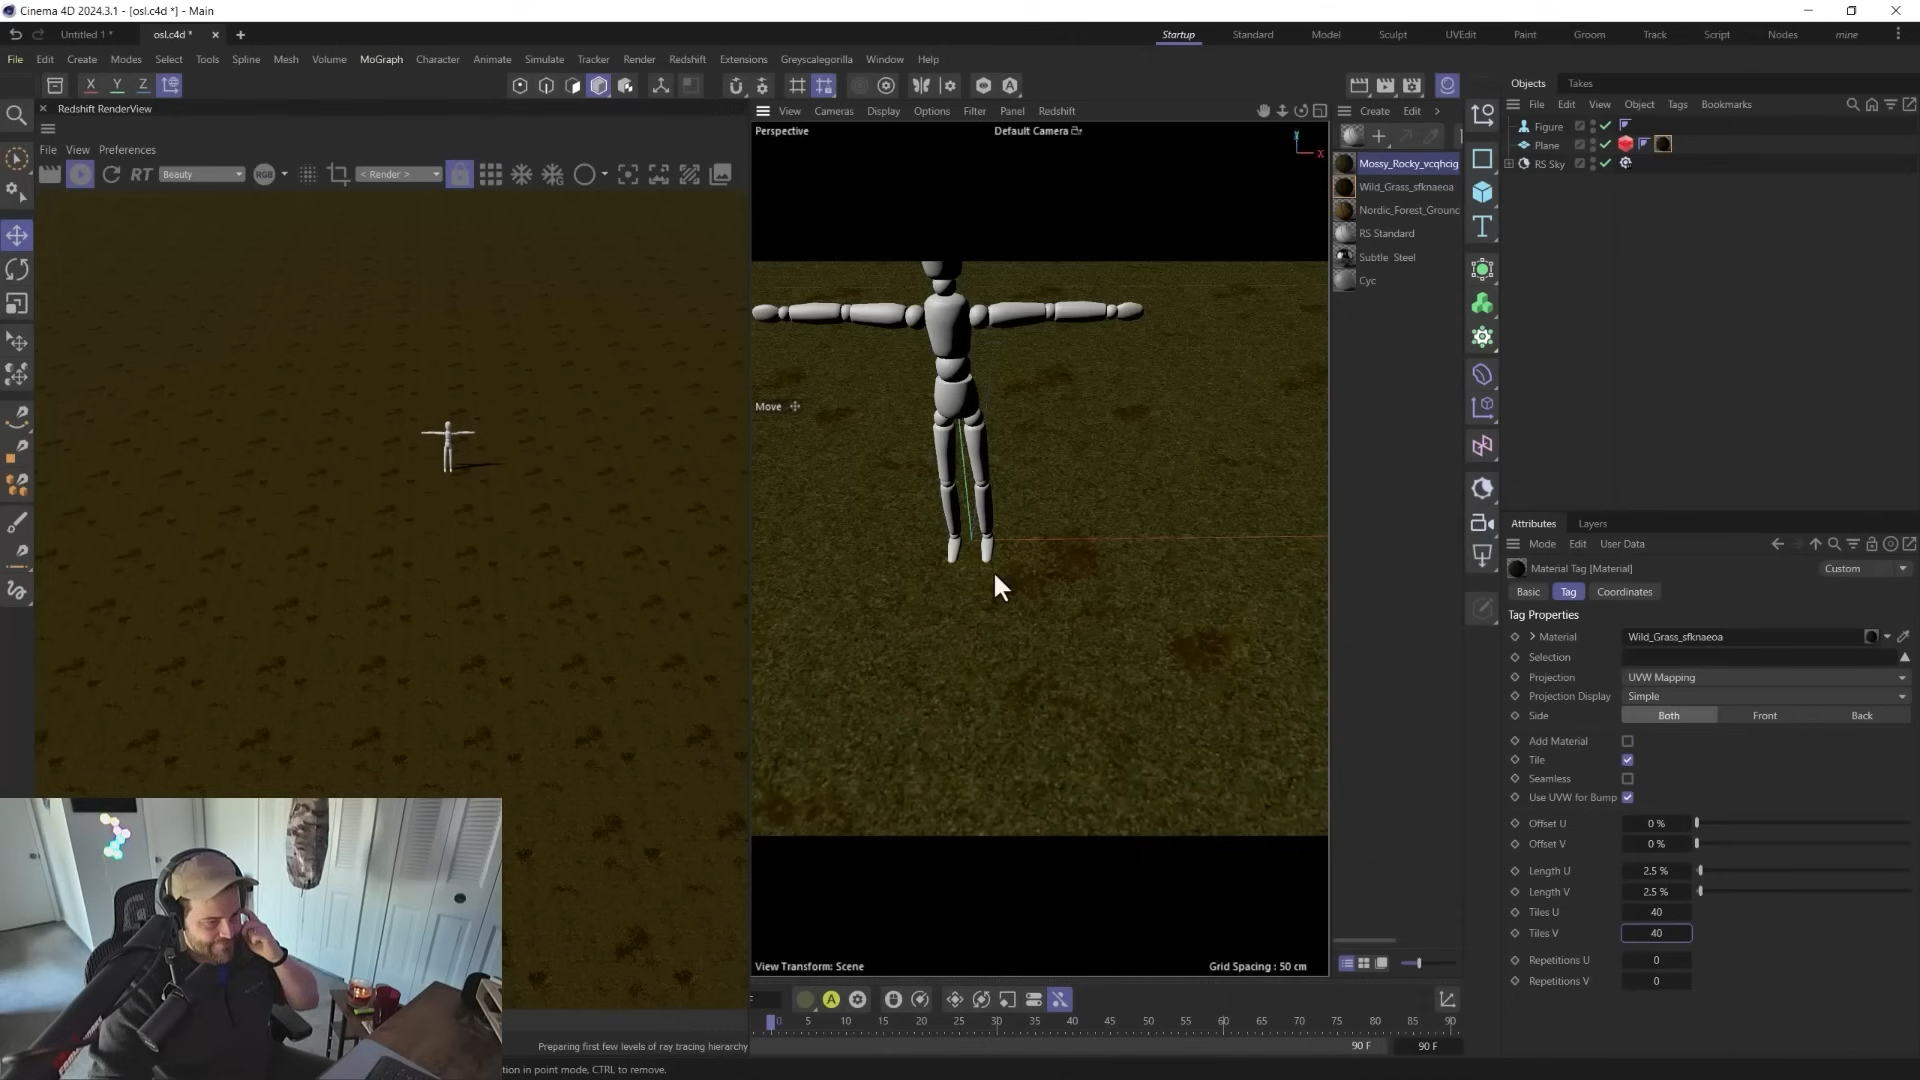 Cinema 4D 2024.3.1 - [osl.c4d *] - Main
Untitled 1 *
osl.c4d *
Startup
Standard
Model
Sculpt
UVEdit
Paint
Groom
Track
Script
Nodes
mine
File Edit Create Modes Select Tools Spline Mesh Volume MoGraph Character Animate Simulate Tracker Render Redshift Extensions Greyscalegorilla Window Help
X Y Z
Redshift RenderView
File View Preferences
RT Beauty RGB < Render >
View Cameras Display Options Filter Panel Redshift
Perspective
Default Camera
Y
X
Move
View Transform: Scene
Grid Spacing : 50 cm
Create Edit
Mossy_Rocky_vcqhcig
Wild_Grass_sfknaeoa
Nordic_Forest_Ground
RS Standard
Subtle Steel
Cyc
Objects Takes
File Edit View Object Tags Bookmarks
Figure
Plane
RS Sky
Attributes Layers
Mode Edit User Data
Material Tag [Material]
Custom
Basic Tag Coordinates
Tag Properties
Material Wild_Grass_sfknaeoa
Selection
Projection UVW Mapping
Projection Display Simple
Side Both Front Back
Add Material
Tile
Seamless
Use UVW for Bump
Offset U 0 %
Offset V 0 %
Length U 2.5 %
Length V 2.5 %
Tiles U 40
Tiles V 40
Repetitions U 0
Repetitions V 0
F
A
0 5 10 15 20 25 30 35 40 45 50 55 60 65 70 75 80 85 90
90 F
90 F
Preparing first few levels of ray tracing hierarchy
tion in point mode, CTRL to remove.